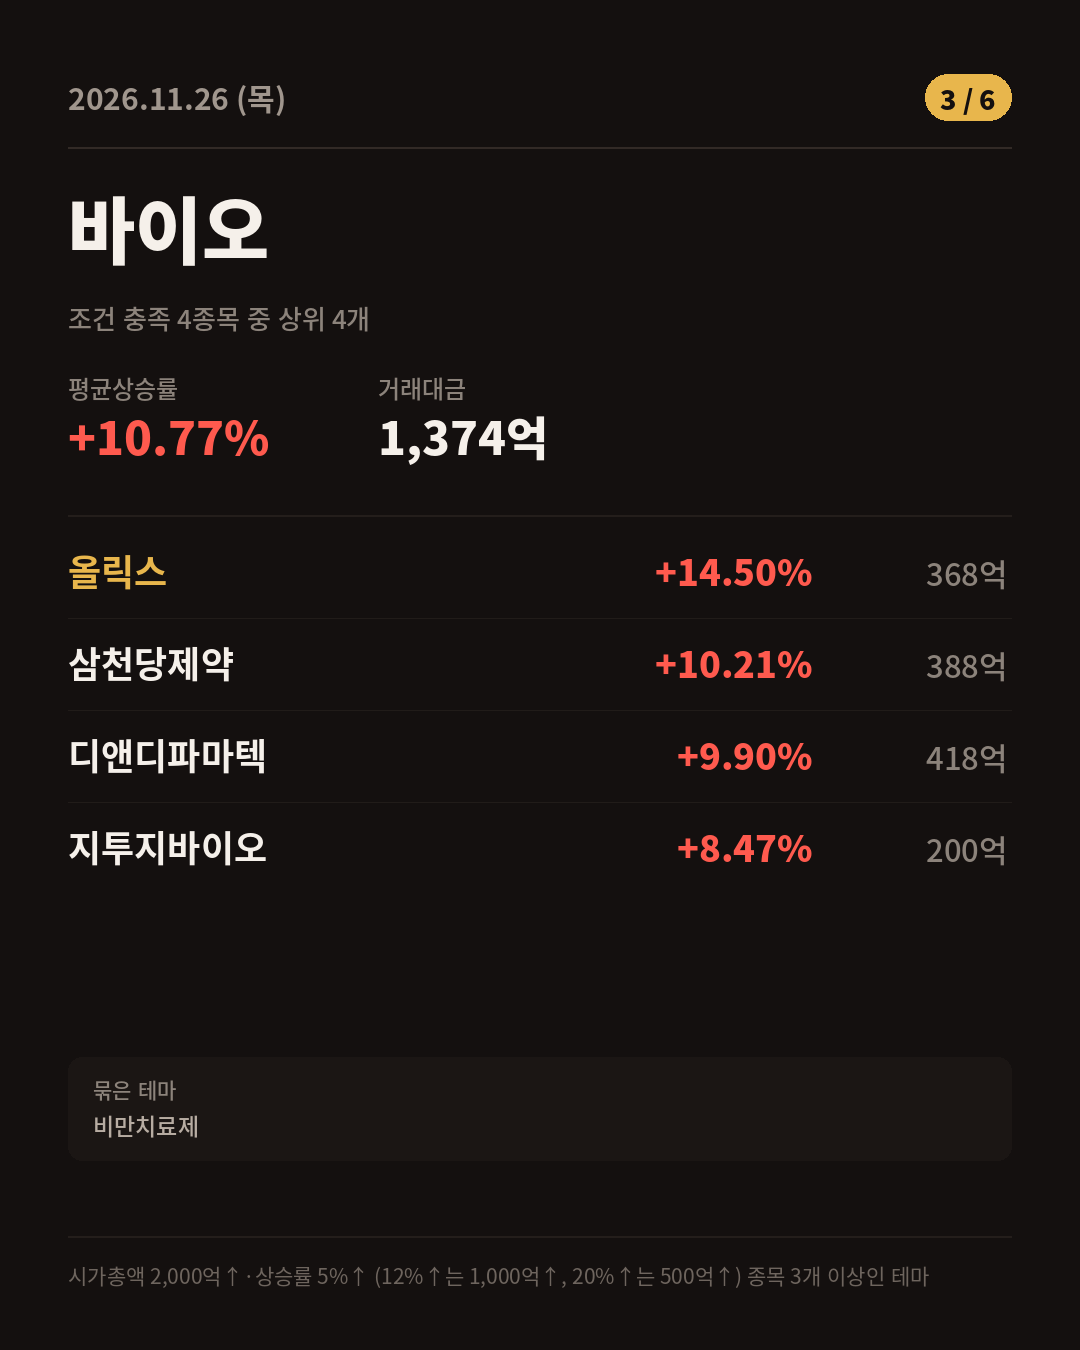 2026.11.26 (목)
3 / 6
바이오
조건 충족 4종목 중 상위 4개
평균상승률 거래대금
+10.77% 1,374억
올릭스 +14.50% 368억
삼천당제약 +10.21% 388억
디앤디파마텍 +9.90% 418억
지투지바이오 +8.47% 200억
묶은 테마
비만치료제
시가총액 2,000억↑·상승률 5%↑ (12%↑는 1,000억↑, 20%↑는 500억↑) 종목 3개 이상인 테마